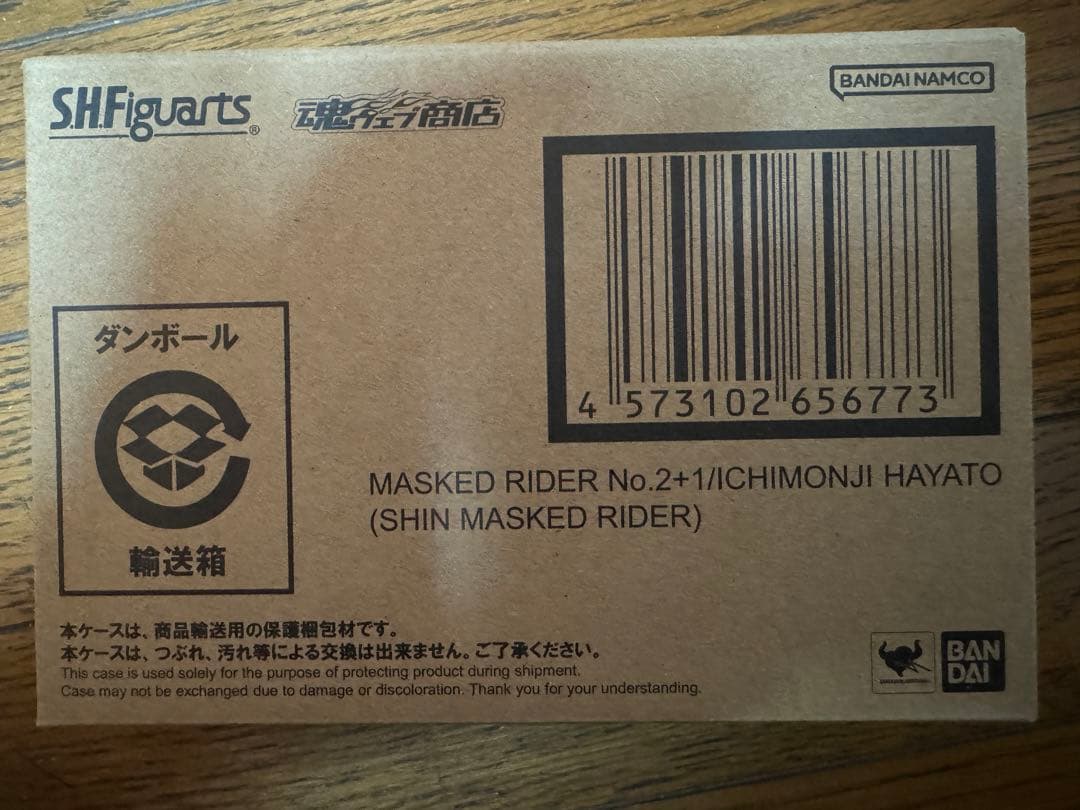 S.H.Figuarts®
魂ウェブ商店
BANDAI NAMCO
4 573102 656773
ダンボール
輸送箱
MASKED RIDER No.2+1/ICHIMONJI HAYATO
(SHIN MASKED RIDER)
本ケースは、商品輸送用の保護梱包材です。
本ケースは、つぶれ、汚れ等による交換は出来ません。ご了承ください。
This case is used solely for the purpose of protecting product during shipment.
Case may not be exchanged due to damage or discoloration. Thank you for your understanding.
BAN
DAI